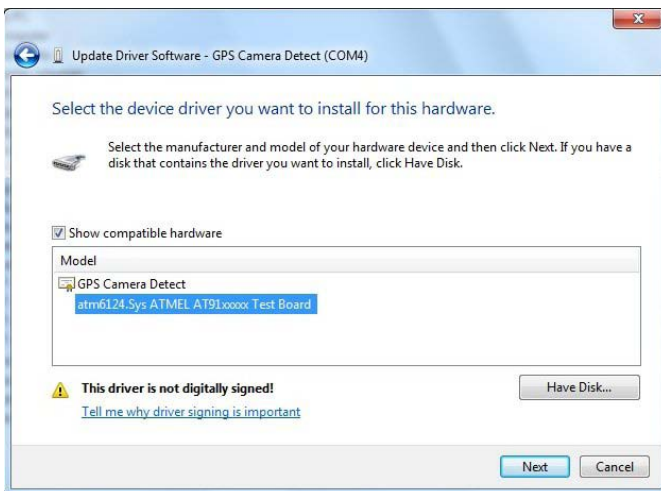 Update Driver Software - GPS Camera Detect (COM4)
Select the device driver you want to install for this hardware.
Select the manufacturer and model of your hardware device and then click Next. If you have a
disk that contains the driver you want to install, click Have Disk.
Show compatible hardware
Model
GPS Camera Detect
atm6124.Sys ATMEL AT91xxxxx Test Board
This driver is not digitally signed!
Have Disk...
Tell me why driver signing is important
Next
Cancel